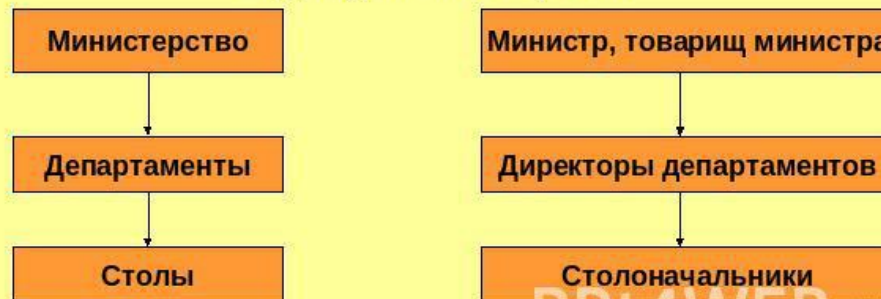 Министерство
Министр, товарищ министра
Департаменты
Директоры департаментов
Столы
Столоначальники